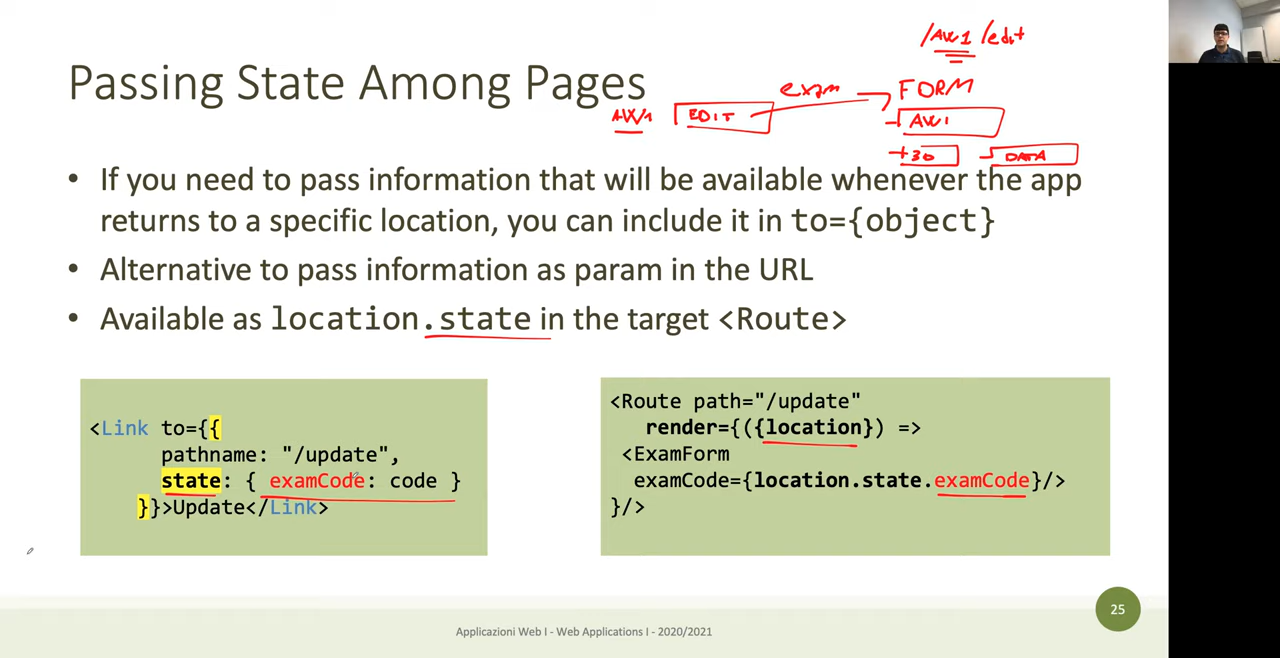 /AW1 /edit
Passing State Among Pages
exam
FORM
AW1
EDIT
AW1
+30
DATA
• If you need to pass information that will be available whenever the app
returns to a specific location, you can include it in to={object}
• Alternative to pass information as param in the URL
• Available as location.state in the target <Route>
<Link to={{
pathname: "/update",
state: { examCode: code }
}}>Update</Link>
<Route path="/update"
render={({location}) =>
<ExamForm
examCode={location.state.examCode}/>
}/>
25
Applicazioni Web I - Web Applications I - 2020/2021